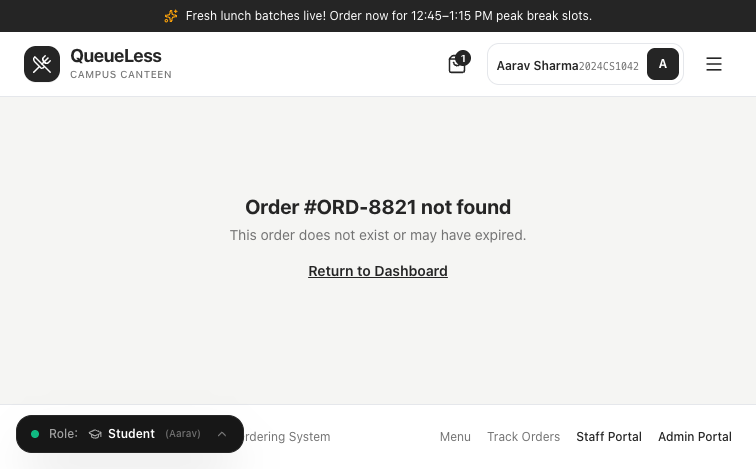 Fresh lunch batches live! Order now for 12:45–1:15 PM peak break slots.
QueueLess
CAMPUS CANTEEN
1
Aarav Sharma 2024CS1042
A
Order #ORD-8821 not found
This order does not exist or may have expired.
Return to Dashboard
Role: Student (Aarav)
rdering System
Menu Track Orders Staff Portal Admin Portal